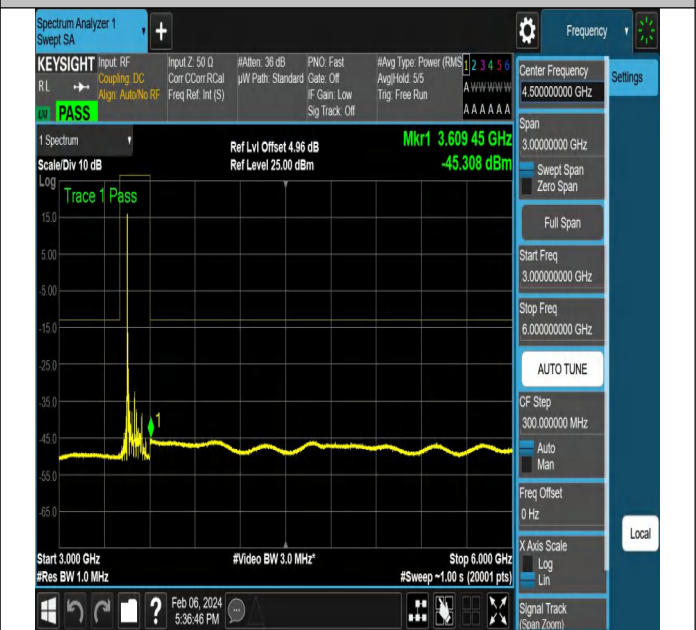 Spectrum Analyzer 1
Swept SA
+
Frequency
KEYSIGHT
RL
PASS
Input: RF
Coupling: DC
Align: Auto/No RF
Input Z: 50 Ω
Corr CCorr RCal
Freq Ref: Int (S)
#Atten: 36 dB
µW Path: Standard
PNO: Fast
Gate: Off
IF Gain: Low
Sig Track: Off
#Avg Type: Power (RMS
Avg|Hold: 5/5
Trig: Free Run
1 2 3 4 5 6
A W W W W W
A A A A A A
Center Frequency
4.500000000 GHz
Settings
Span
3.00000000 GHz
Swept Span
Zero Span
Full Span
Start Freq
3.000000000 GHz
Stop Freq
6.000000000 GHz
AUTO TUNE
CF Step
300.000000 MHz
Auto
Man
Freq Offset
0 Hz
X Axis Scale
Log
Lin
Signal Track
(Span Zoom)
Local
1 Spectrum
Scale/Div 10 dB
Log
Ref Lvl Offset 4.96 dB
Ref Level 25.00 dBm
Mkr1 3.609 45 GHz
-45.308 dBm
Trace 1 Pass
15.0
5.00
-5.00
-15.0
-25.0
-35.0
-45.0
-55.0
-65.0
1
Start 3.000 GHz
#Res BW 1.0 MHz
#Video BW 3.0 MHz*
Stop 6.000 GHz
#Sweep ~1.00 s (20001 pts)
?
Feb 06, 2024
5:36:46 PM